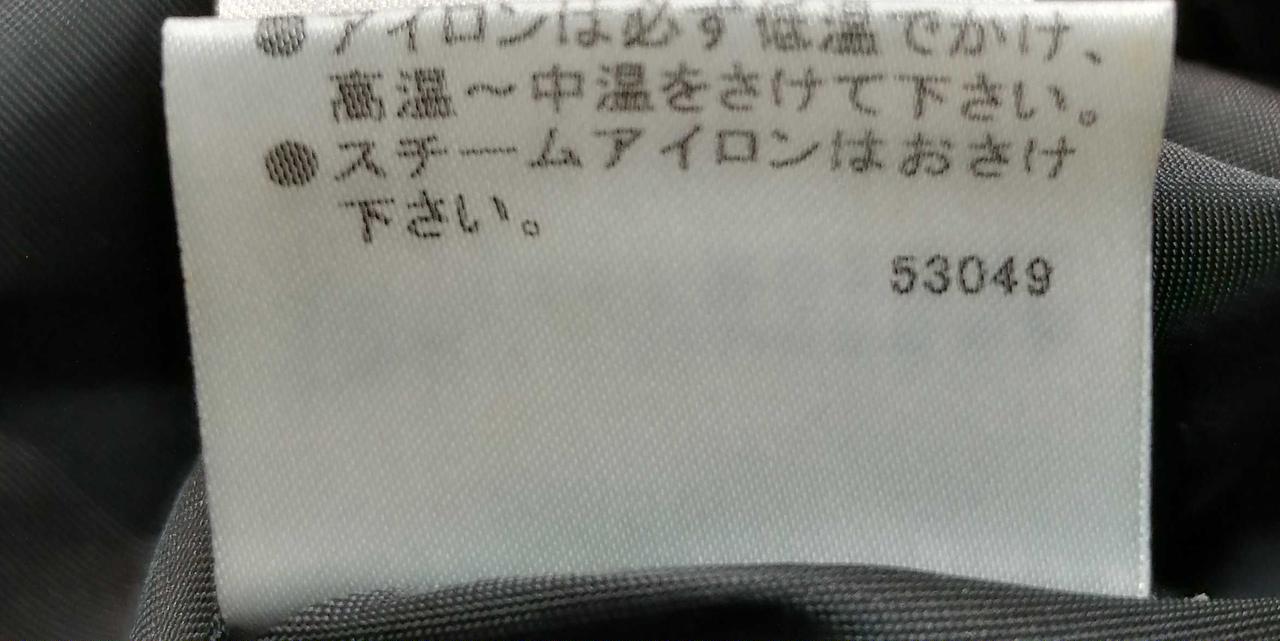 ●アイロンは必ず低温でかけ、
高温〜中温をさけて下さい。
●スチームアイロンはおさけ
下さい。
53049